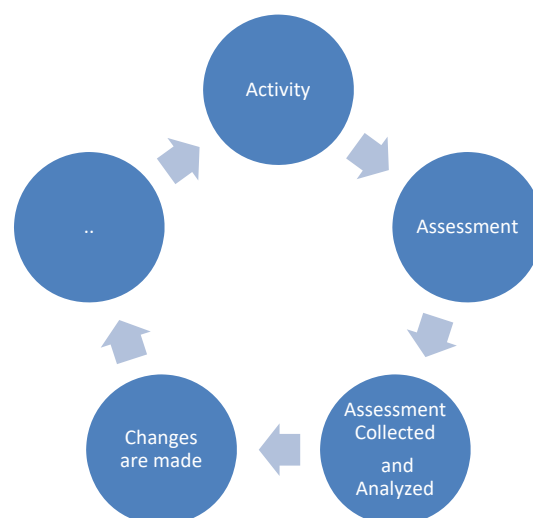 Activity
Assessment
Assessment
Collected
and
Analyzed
Changes
are made
..